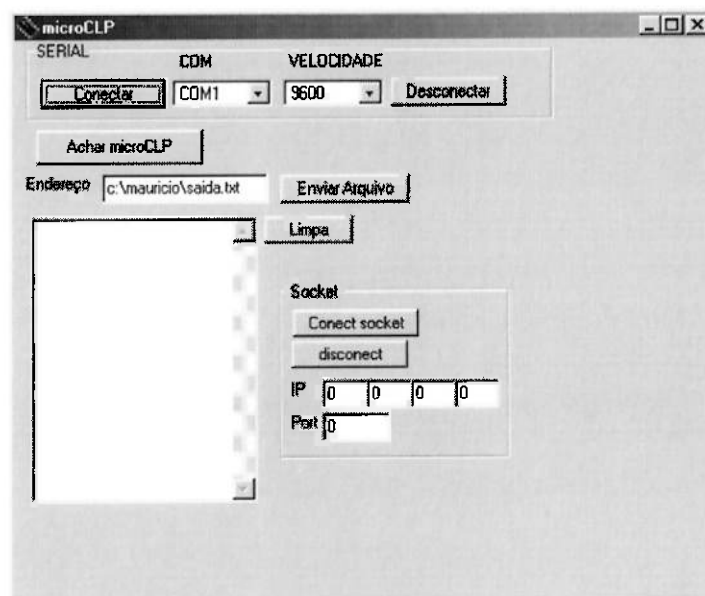 microCLP
SERIAL
COM VELOCIDADE
Conectar COM1 9600 Desconectar
Achar microCLP
Endereço c:\mauricio\saida.txt Enviar Arquivo
Limpa
Socket
Conect socket
disconect
IP 0 0 0 0
Port 0